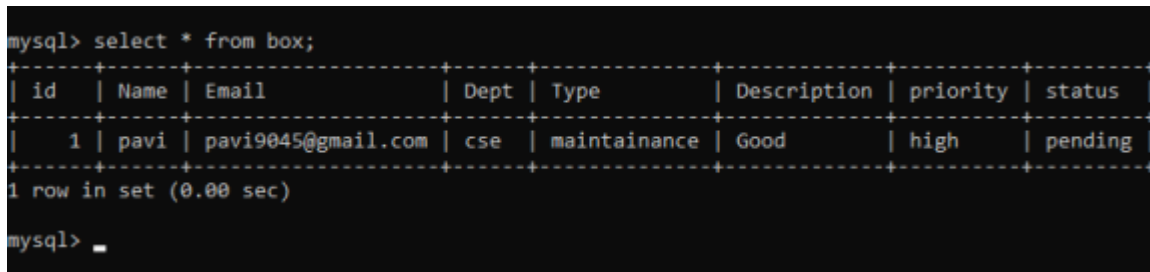 mysql> select * from box;
+------+------+--------------------+------+--------------+-------------+----------+---------+
| id   | Name | Email              | Dept | Type         | Description | priority | status  |
+------+------+--------------------+------+--------------+-------------+----------+---------+
|    1 | pavi | pavi9045@gmail.com | cse  | maintainance | Good        | high     | pending |
+------+------+--------------------+------+--------------+-------------+----------+---------+
1 row in set (0.00 sec)
mysql>